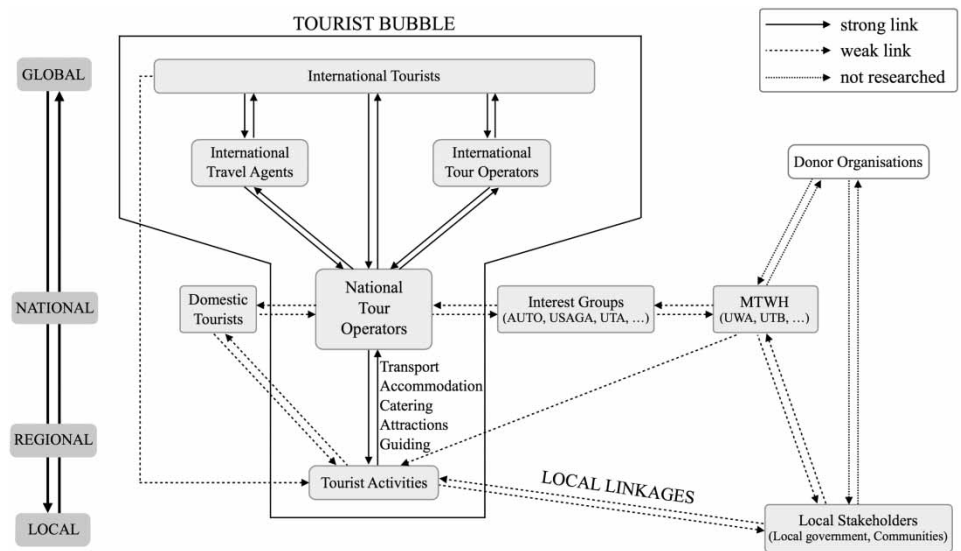 TOURIST BUBBLE
strong link
weak link
not researched
GLOBAL
International Tourists
International
Travel Agents
International
Tour Operators
Donor Organisations
NATIONAL
Domestic
Tourists
National
Tour
Operators
Interest Groups
(AUTO, USAGA, UTA, ...)
MTWH
(UWA, UTB, ...)
Transport
Accommodation
Catering
Attractions
Guiding
REGIONAL
Tourist Activities
LOCAL LINKAGES
LOCAL
Local Stakeholders
(Local government, Communities)